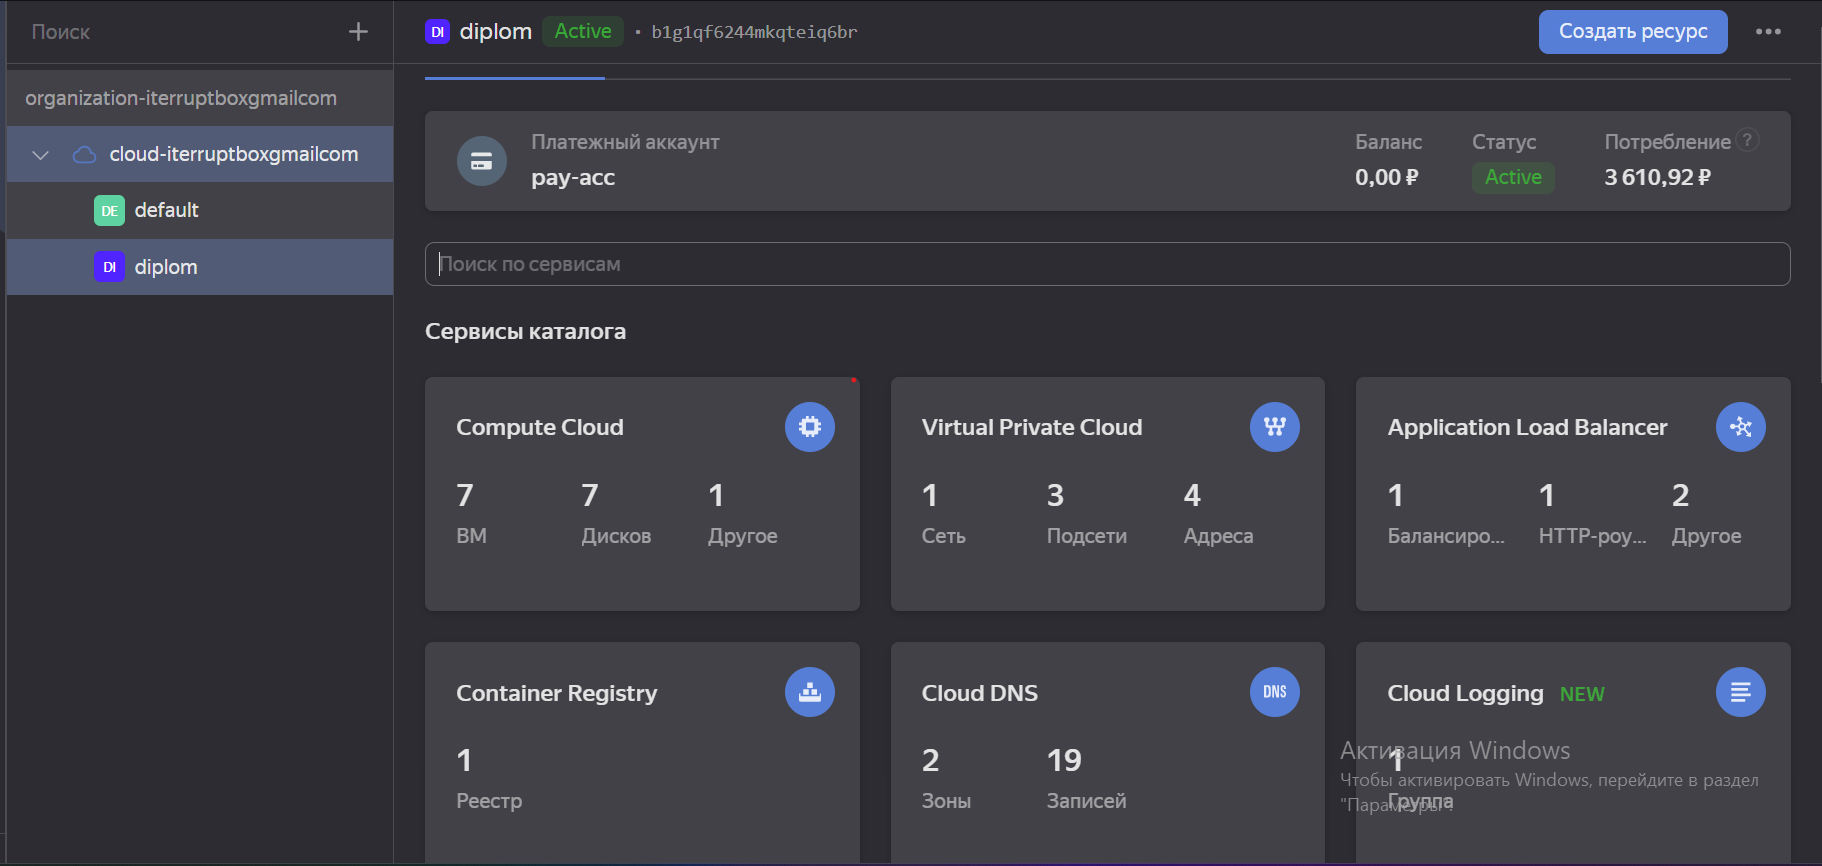 Поиск
organization-iterruptboxgmailcom
cloud-iterruptboxgmailcom
DE default
DI diplom
DI diplom Active • b1g1qf6244mkqteiq6br
Создать ресурс
Платежный аккаунт
pay-acc
Баланс Статус Потребление ?
0,00 ₽ Active 3 610,92 ₽
Поиск по сервисам
Сервисы каталога
Compute Cloud
7 7 1
ВМ Дисков Другое
Virtual Private Cloud
1 3 4
Сеть Подсети Адреса
Application Load Balancer
1 1 2
Балансиро... HTTP-роу... Другое
Container Registry
1
Реестр
Cloud DNS DNS
2 19
Зоны Записей
Cloud Logging NEW
1
Группа
Активация Windows
Чтобы активировать Windows, перейдите в раздел
"Параметры".